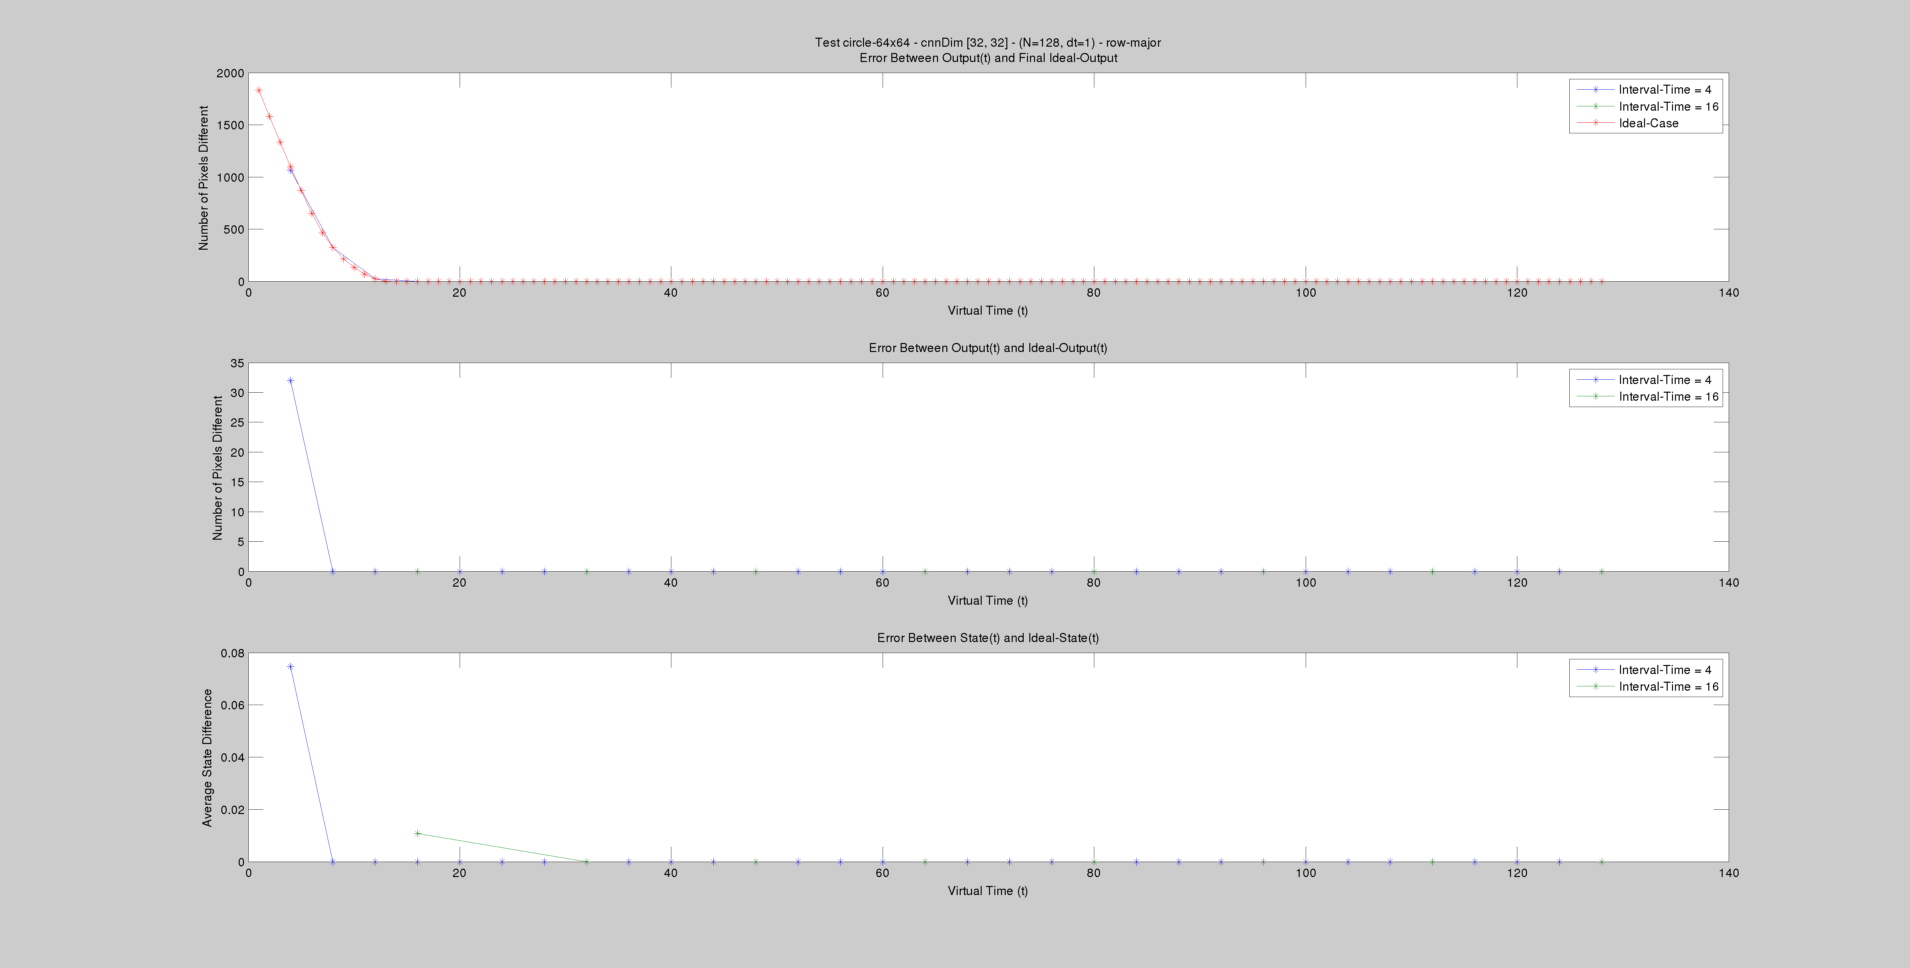 Test circle-64x64 - cnnDim [32, 32] - (N=128, dt=1) - row-major
Error Between Output(t) and Final Ideal-Output
Number of Pixels Different
2000
1500
1000
500
0
0 20 40 60 80 100 120 140
Virtual Time (t)
Interval-Time = 4
Interval-Time = 16
Ideal-Case
Error Between Output(t) and Ideal-Output(t)
Number of Pixels Different
35
30
25
20
15
10
5
0
0 20 40 60 80 100 120 140
Virtual Time (t)
Interval-Time = 4
Interval-Time = 16
Error Between State(t) and Ideal-State(t)
Average State Difference
0.08
0.06
0.04
0.02
0
0 20 40 60 80 100 120 140
Virtual Time (t)
Interval-Time = 4
Interval-Time = 16